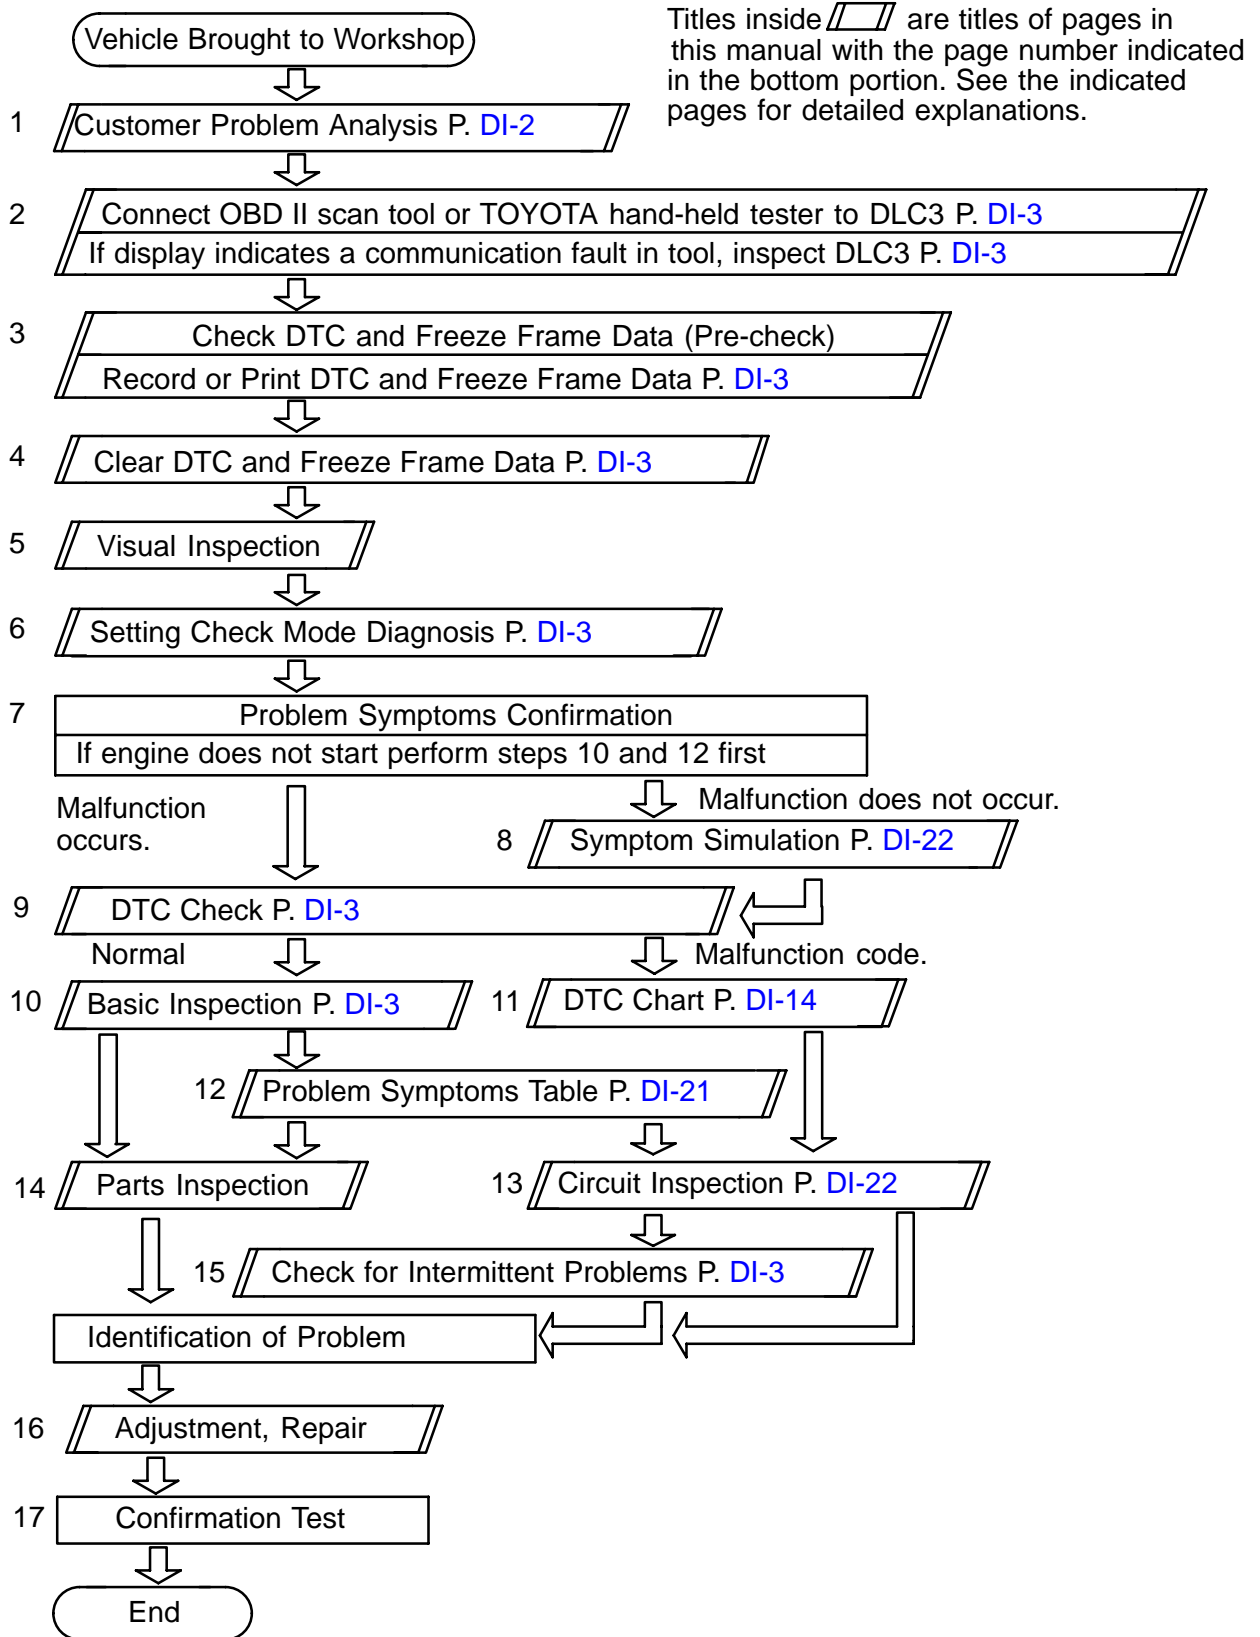 Vehicle Brought to Workshop
Titles inside are titles of pages in
this manual with the page number indicated
in the bottom portion. See the indicated
pages for detailed explanations.
1 Customer Problem Analysis P. DI-2
2 Connect OBD II scan tool or TOYOTA hand-held tester to DLC3 P. DI-3
If display indicates a communication fault in tool, inspect DLC3 P. DI-3
3 Check DTC and Freeze Frame Data (Pre-check)
Record or Print DTC and Freeze Frame Data P. DI-3
4 Clear DTC and Freeze Frame Data P. DI-3
5 Visual Inspection
6 Setting Check Mode Diagnosis P. DI-3
7 Problem Symptoms Confirmation
If engine does not start perform steps 10 and 12 first
Malfunction
occurs.
Malfunction does not occur.
8 Symptom Simulation P. DI-22
9 DTC Check P. DI-3
Normal
Malfunction code.
10 Basic Inspection P. DI-3
11 DTC Chart P. DI-14
12 Problem Symptoms Table P. DI-21
14 Parts Inspection
13 Circuit Inspection P. DI-22
15 Check for Intermittent Problems P. DI-3
Identification of Problem
16 Adjustment, Repair
17 Confirmation Test
End